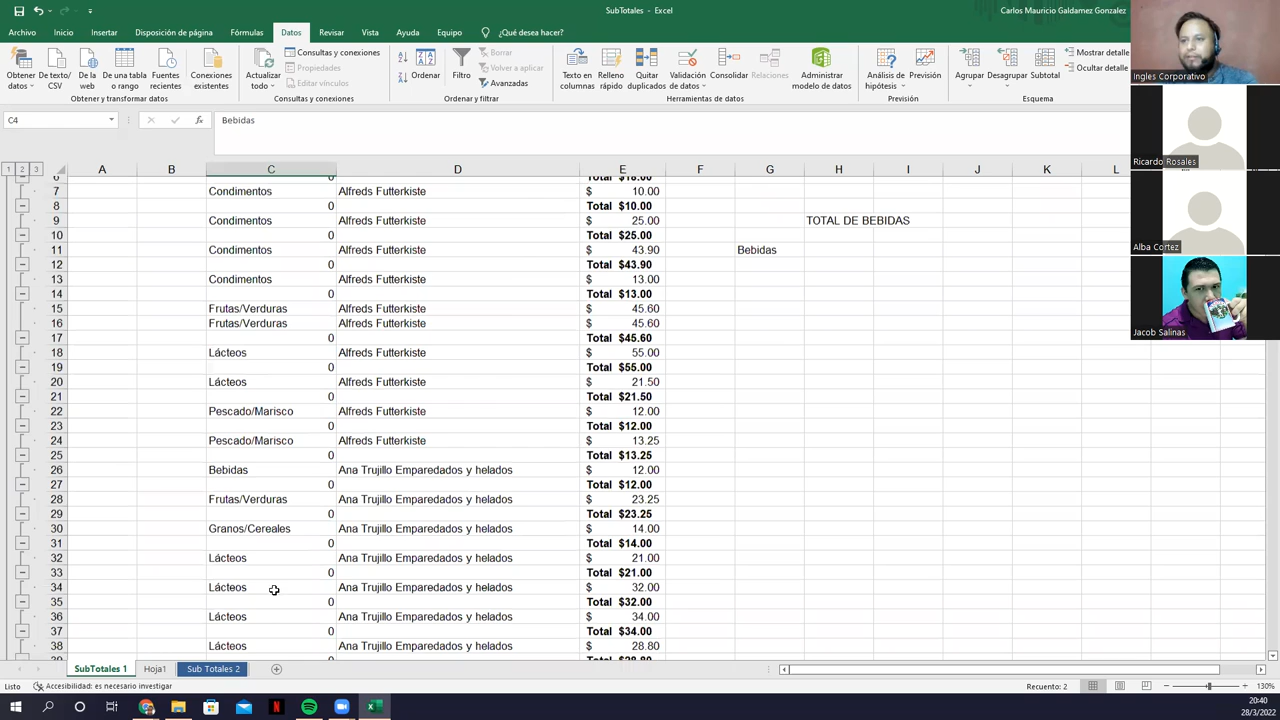 SubTotales - Excel
Carlos Mauricio Galdamez Gonzalez
Archivo Inicio Insertar Disposición de página Fórmulas Datos Revisar Vista Ayuda Equipo ¿Qué desea hacer?
Obtener datos
De texto/CSV
De la web
De una tabla o rango
Fuentes recientes
Conexiones existentes
Obtener y transformar datos
Actualizar todo
Consultas y conexiones
Propiedades
Editar vínculos
Consultas y conexiones
Ordenar
Filtro
Borrar
Volver a aplicar
Avanzadas
Ordenar y filtrar
Texto en columnas
Relleno rápido
Quitar duplicados
Validación de datos
Consolidar
Relaciones
Administrar modelo de datos
Herramientas de datos
Análisis de hipótesis
Previsión
Previsión
Agrupar
Desagrupar
Subtotal
Mostrar detalle
Ocultar detalle
Esquema
C4 fx Bebidas
1 2 3 A B C D E F G H I J K L
0 Total $18.00
7 Condimentos Alfreds Futterkiste $ 10.00
8 0 Total $10.00
9 Condimentos Alfreds Futterkiste $ 25.00 TOTAL DE BEBIDAS
10 0 Total $25.00
11 Condimentos Alfreds Futterkiste $ 43.90 Bebidas
12 0 Total $43.90
13 Condimentos Alfreds Futterkiste $ 13.00
14 0 Total $13.00
15 Frutas/Verduras Alfreds Futterkiste $ 45.60
16 Frutas/Verduras Alfreds Futterkiste $ 45.60
17 0 Total $45.60
18 Lácteos Alfreds Futterkiste $ 55.00
19 0 Total $55.00
20 Lácteos Alfreds Futterkiste $ 21.50
21 0 Total $21.50
22 Pescado/Marisco Alfreds Futterkiste $ 12.00
23 0 Total $12.00
24 Pescado/Marisco Alfreds Futterkiste $ 13.25
25 0 Total $13.25
26 Bebidas Ana Trujillo Emparedados y helados $ 12.00
27 0 Total $12.00
28 Frutas/Verduras Ana Trujillo Emparedados y helados $ 23.25
29 0 Total $23.25
30 Granos/Cereales Ana Trujillo Emparedados y helados $ 14.00
31 0 Total $14.00
32 Lácteos Ana Trujillo Emparedados y helados $ 21.00
33 0 Total $21.00
34 Lácteos Ana Trujillo Emparedados y helados $ 32.00
35 0 Total $32.00
36 Lácteos Ana Trujillo Emparedados y helados $ 34.00
37 0 Total $34.00
38 Lácteos Ana Trujillo Emparedados y helados $ 28.80
39 0 Total $28.80
Ingles Corporativo
Ricardo Rosales
Alba Cortez
Jacob Salinas
SubTotales 1 Hoja1 Sub Totales 2
Listo Accesibilidad: es necesario investigar Recuento: 2 130%
20:40
28/3/2022